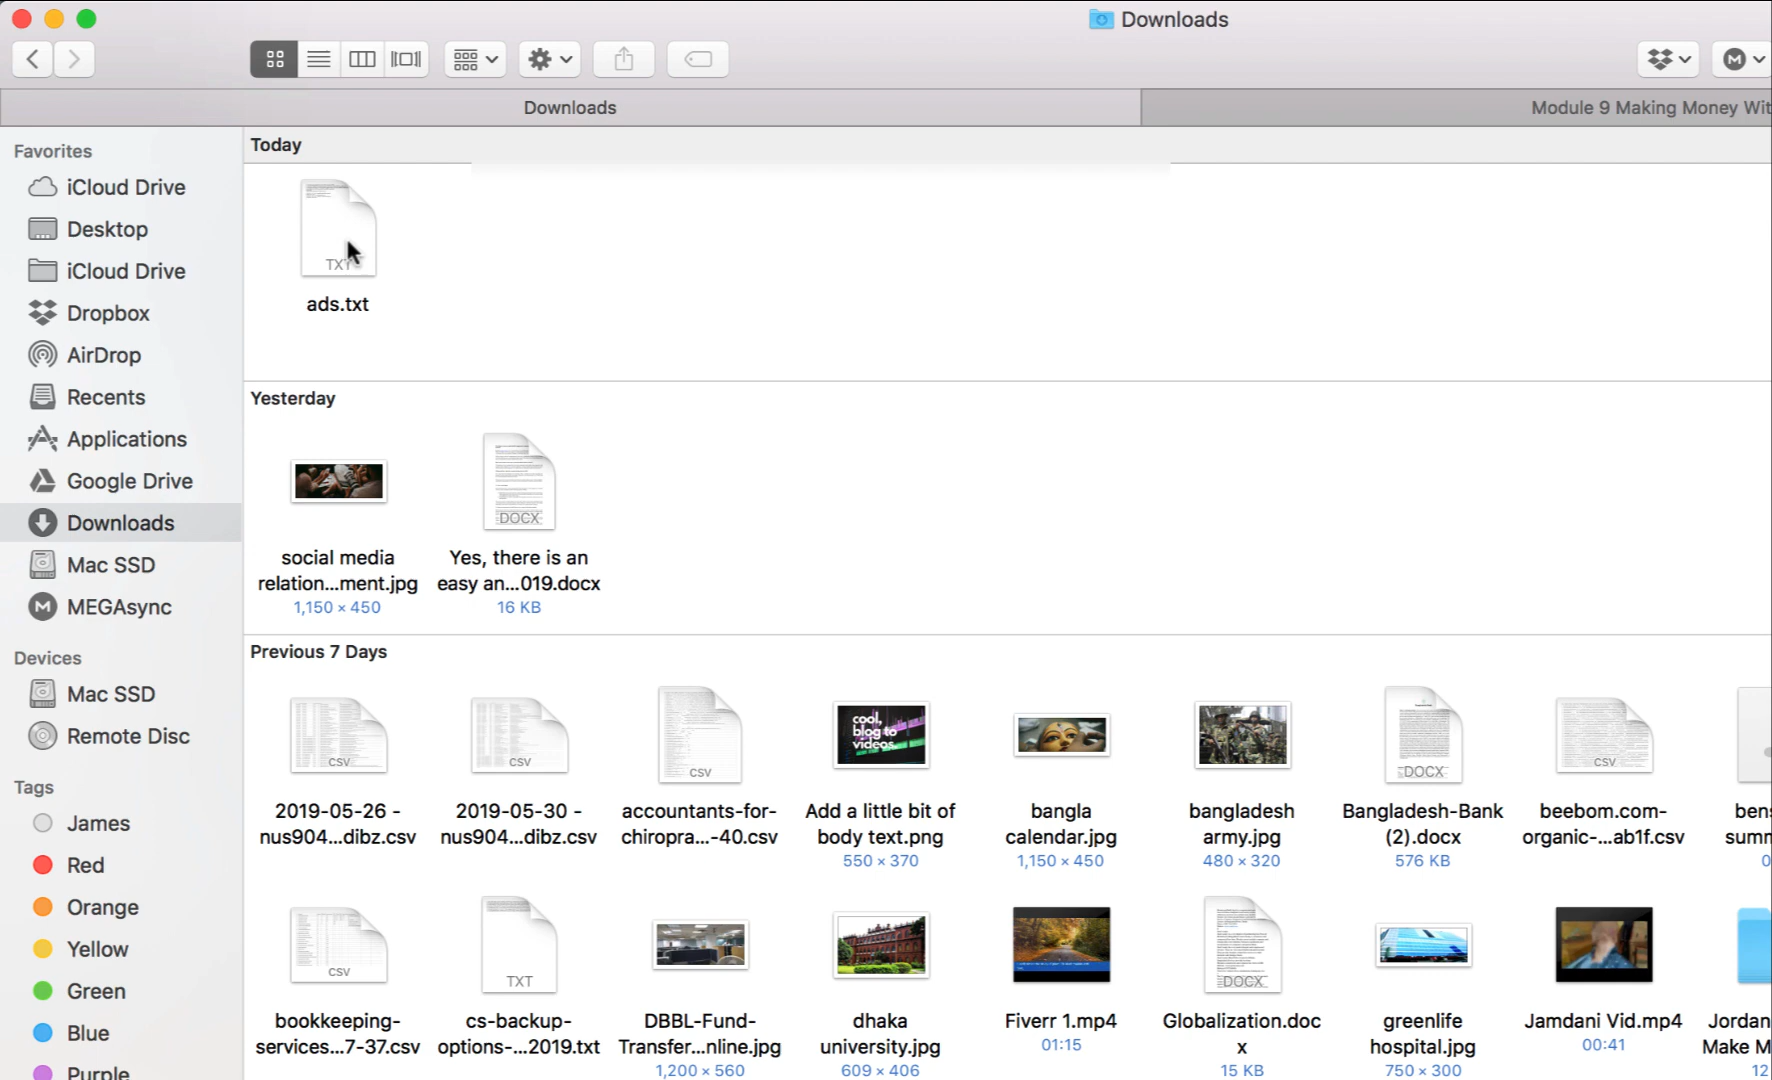 Downloads
Downloads
Module 9 Making Money Wit
Favorites
iCloud Drive
Desktop
iCloud Drive
Dropbox
AirDrop
Recents
Applications
Google Drive
Downloads
Mac SSD
MEGAsync
Devices
Mac SSD
Remote Disc
Tags
James
Red
Orange
Yellow
Green
Blue
Purple
Today
TXT
ads.txt
Yesterday
DOCX
social media
relation...ment.jpg
1,150 × 450
Yes, there is an
easy an...019.docx
16 KB
Previous 7 Days
CSV
CSV
CSV
cool,
blog to
videos.
DOCX
CSV
2019-05-26 -
nus904...dibz.csv
2019-05-30 -
nus904...dibz.csv
accountants-for-
chiropra...-40.csv
Add a little bit of
body text.png
550 × 370
bangla
calendar.jpg
1,150 × 450
bangladesh
army.jpg
480 × 320
Bangladesh-Bank
(2).docx
576 KB
beebom.com-
organic-...ab1f.csv
CSV
TXT
DOCX
bookkeeping-
services...7-37.csv
cs-backup-
options-...2019.txt
DBBL-Fund-
Transfer...nline.jpg
1,200 × 560
dhaka
university.jpg
609 × 406
Fiverr 1.mp4
01:15
Globalization.doc
x
15 KB
greenlife
hospital.jpg
750 × 300
Jamdani Vid.mp4
00:41
Jordan
Make M
12